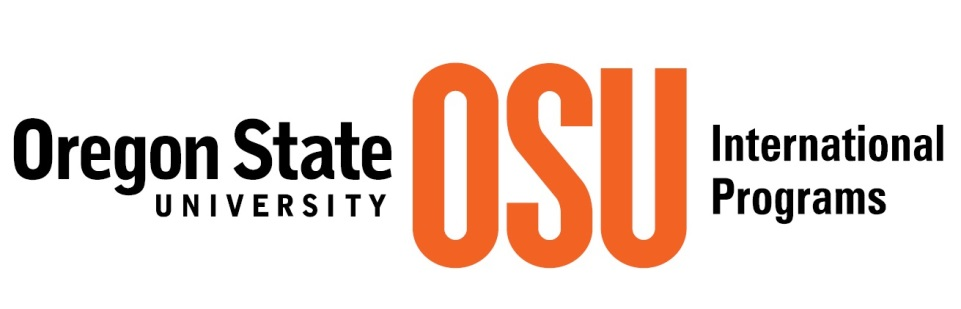 Oregon State
UNIVERSITY
OSU
International
Programs